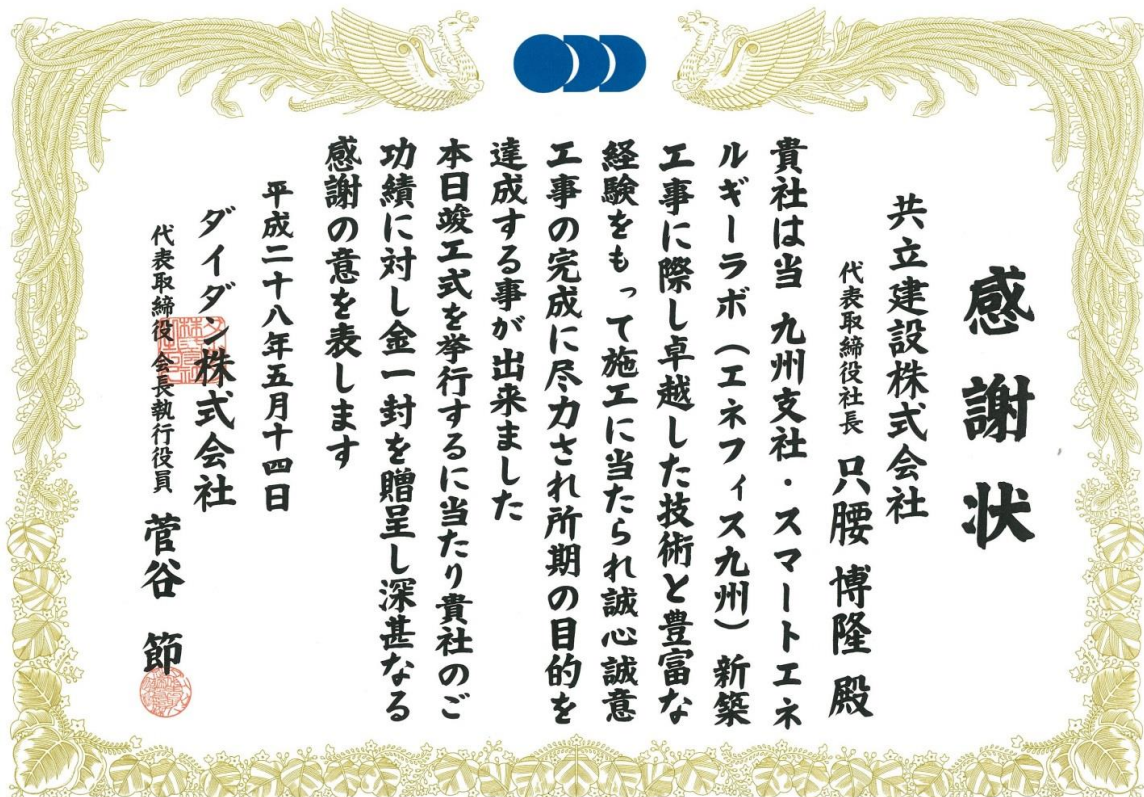 感謝状
共立建設株式会社
代表取締役社長 只腰 博隆 殿
貴社は当 九州支社・スマートエネ
ルギーラボ(エネフィス九州)新築
工事に際し卓越した技術と豊富な
経験をもって施工に当たられ誠心誠意
工事の完成に尽力され所期の目的を
達成する事が出来ました
本日竣工式を挙行するに当たり貴社のご
功績に対し金一封を贈呈し深甚なる
感謝の意を表します
平成二十八年五月十四日
ダイダン株式会社
代表取締役 会長執行役員 菅谷 節